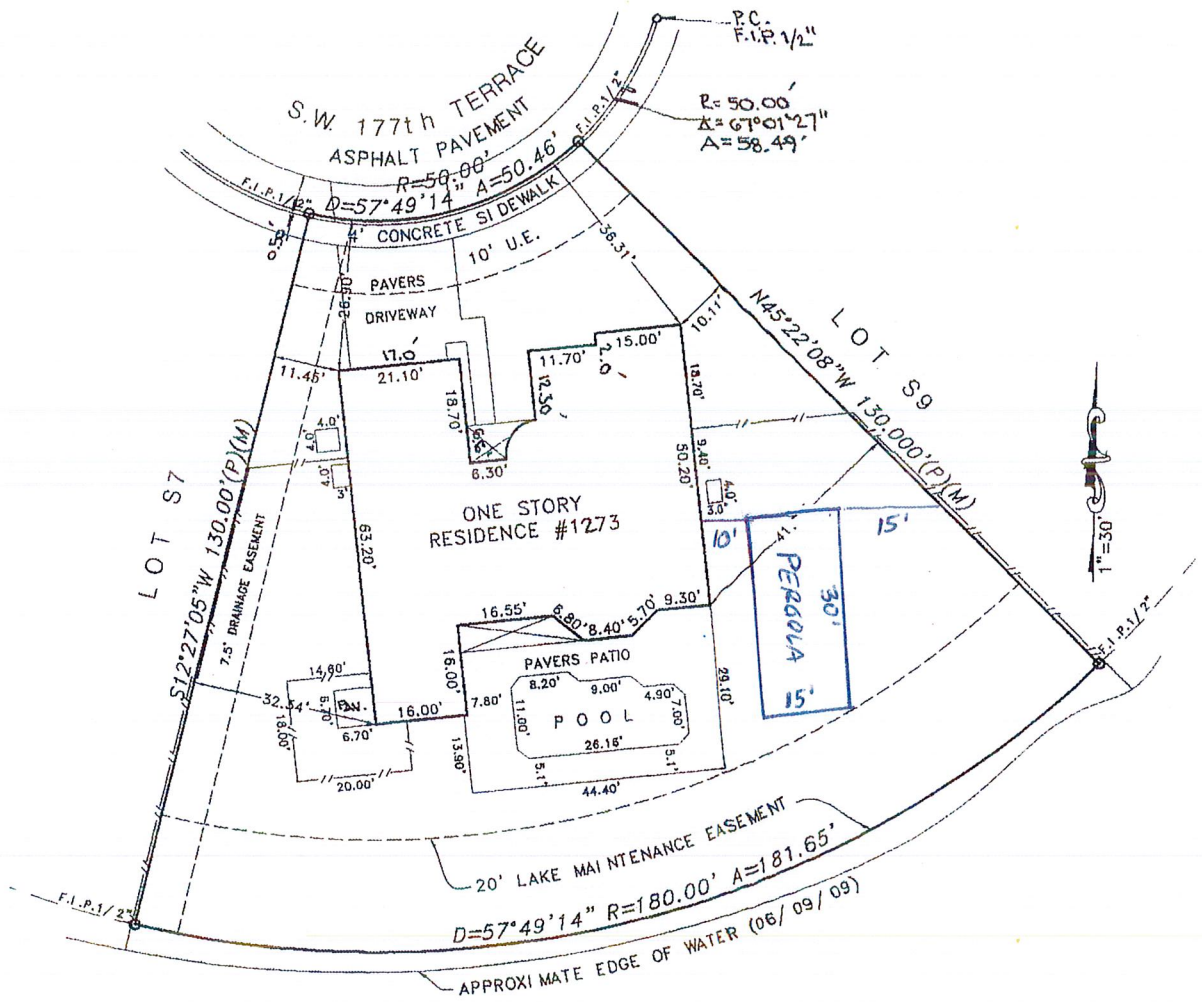 P.C.
F.I.P. 1/2"
S.W. 177th TERRACE
ASPHALT PAVEMENT
F.I.P.1/2"
R=50.00'
D=57°49'14" A=50.46'
F.I.P.1/2"
R=50.00'
=67°01'27"
A=58.49'
0.50'
4' CONCRETE SIDEWALK
10' U.E.
36.31'
26.90'
PAVERS
DRIVEWAY
10.11'
N45°22'08"W 130.000'(P)(M)
LOT S9
11.45'
17.0'
21.10'
11.70'
2.0
15.00'
12.30'
18.70'
18.70'
6.30'
4.0'
4.0'
4.0'
3'
9.40'
50.20'
4.0'
3.0'
LOT S7
S12°27'05"W 130.00'(P)(M)
7.5' DRAINAGE EASEMENT
63.20'
ONE STORY
RESIDENCE #1273
10'
15'
PERGOLA
30'
15'
1"=30'
16.55'
6.80'
8.40'
5.70'
9.30'
PAVERS PATIO
16.00'
7.80'
8.20'
9.00'
4.90'
7.00'
11.00'
POOL
26.16'
5.1'
5.1'
29.10'
13.90'
44.40'
14.60'
32.54'
18.00'
6.70'
16.00'
20.00'
F.I.P.1/2"
20' LAKE MAINTENANCE EASEMENT
D=57°49'14" R=180.00' A=181.65'
F.I.P.1/2"
APPROXIMATE EDGE OF WATER (06/09/09)